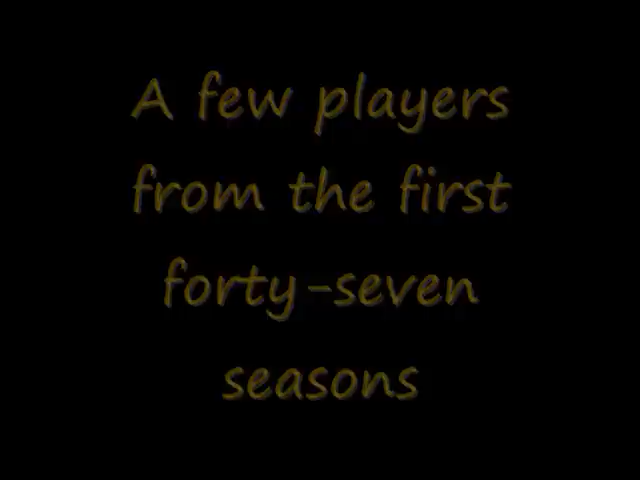 A few players
from the first
forty-seven
seasons